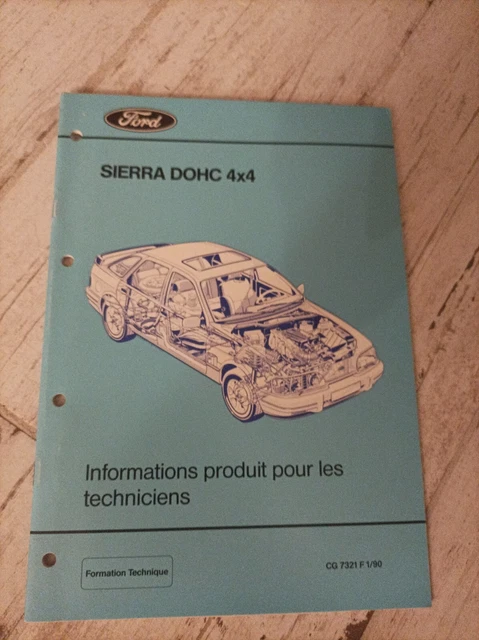 Ford
SIERRA DOHC 4x4
Informations produit pour les
techniciens
Formation Technique
CG 7321 F 1/90